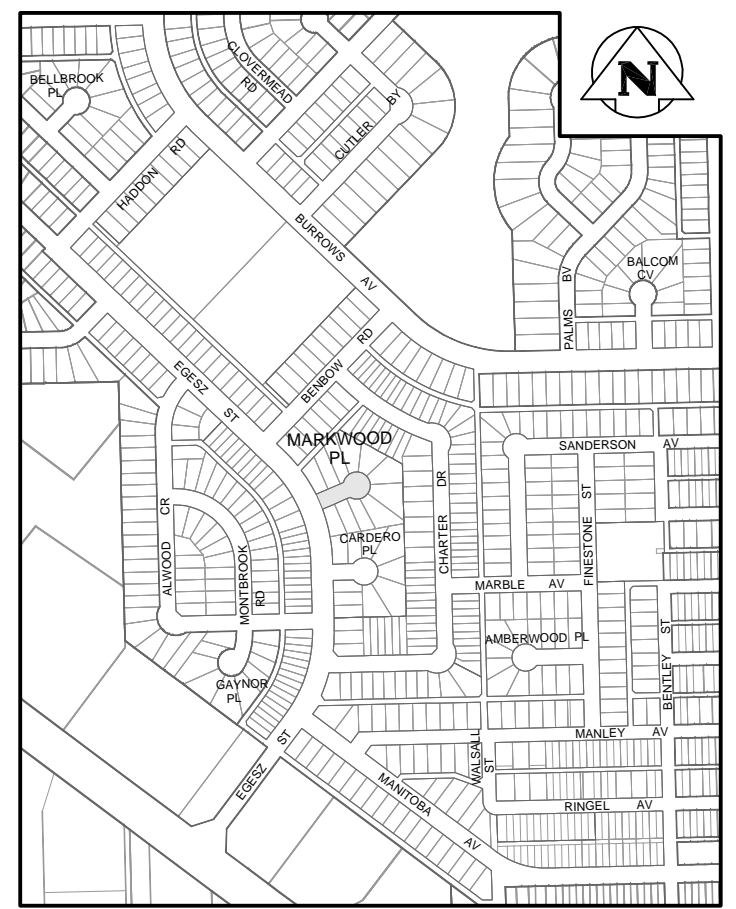 N
CLOVERMEAD
RD
BELLBROOK
PL
CUTLER BY
HADDON RD
BURROWS AV
BALCOM
CV
PALMS BV
BENBOW RD
EGESZ ST
MARKWOOD
PL
SANDERSON AV
CHARTER DR
FINESTONE ST
ALWOOD CR
CARDERO
PL
MONTBROOK
RD
MARBLE AV
AMBERWOOD PL
BENTLEY ST
GAYNOR
PL
EGESZ ST
MANLEY AV
WALSALL
ST
MANITOBA AV
RINGEL AV